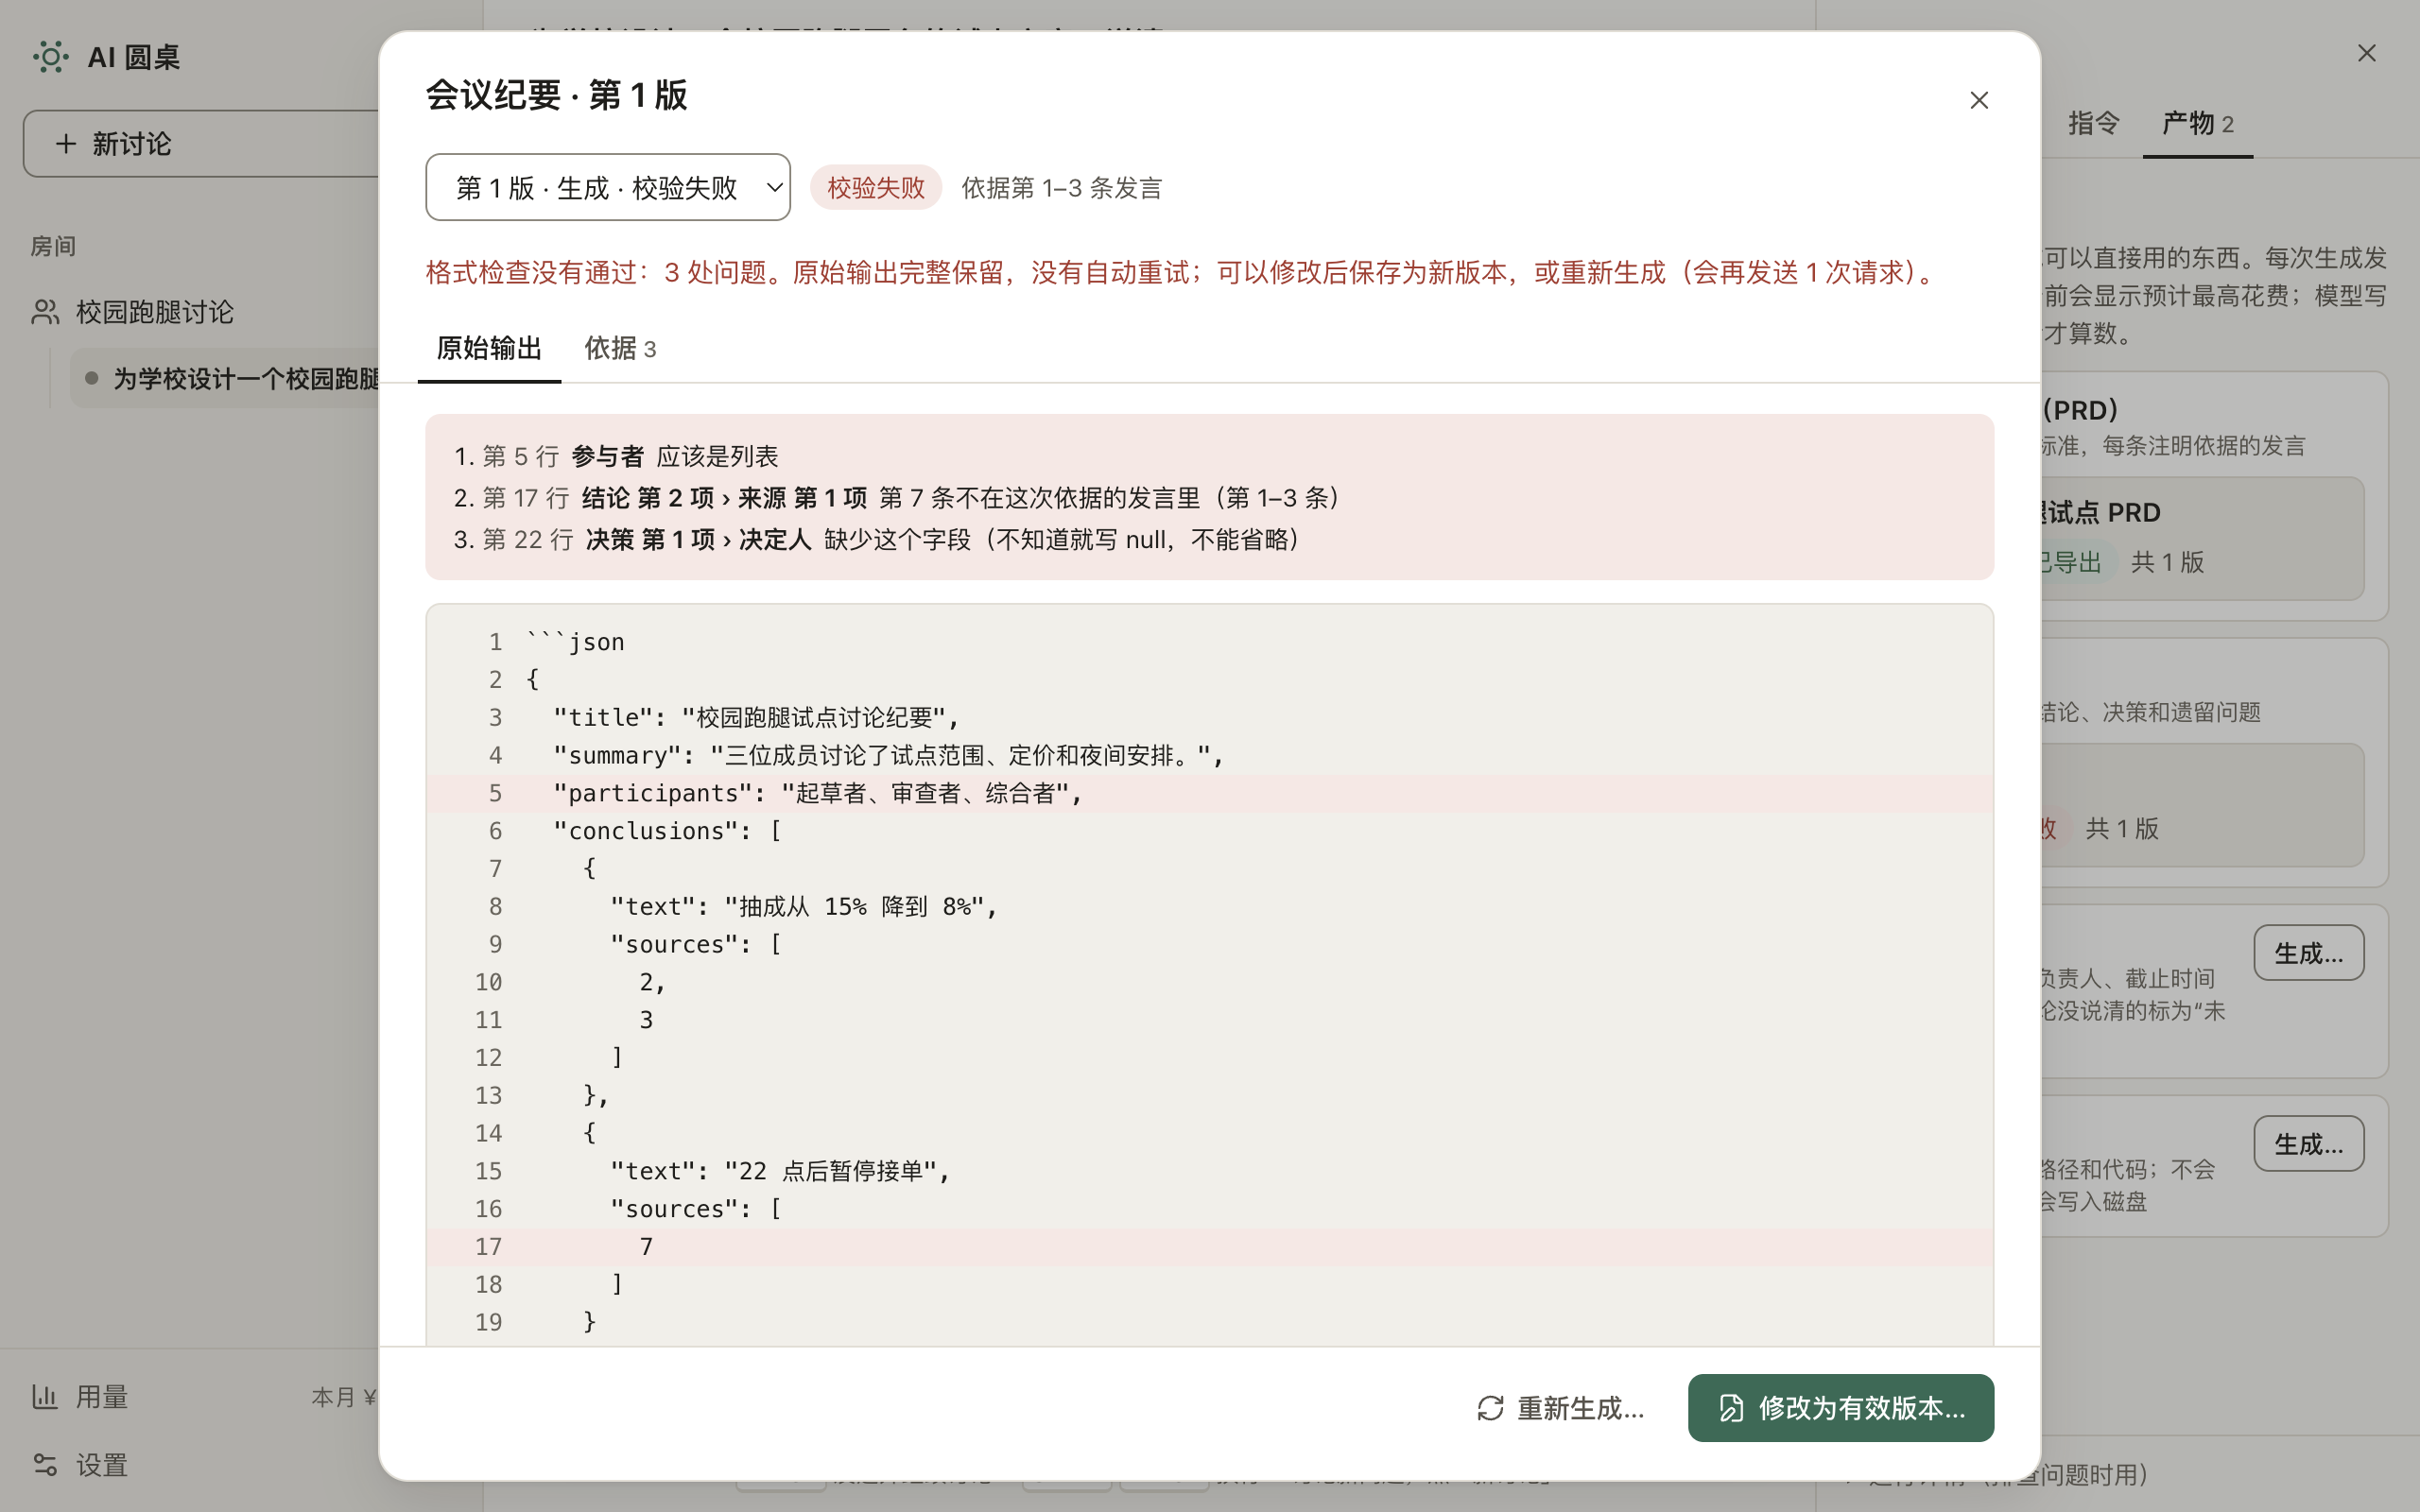 AI 圆桌
新讨论
房间
校园跑腿讨论
为学校设计一个校园跑腿
用量
本月 ¥
设置
会议纪要 · 第 1 版
第 1 版 · 生成 · 校验失败
校验失败
依据第 1–3 条发言
格式检查没有通过：3 处问题。原始输出完整保留，没有自动重试；可以修改后保存为新版本，或重新生成（会再发送 1 次请求）。
原始输出
依据 3
1. 第 5 行 参与者 应该是列表
2. 第 17 行 结论 第 2 项 › 来源 第 1 项 第 7 条不在这次依据的发言里（第 1–3 条）
3. 第 22 行 决策 第 1 项 › 决定人 缺少这个字段（不知道就写 null，不能省略）
1 ```json
2 {
3 "title": "校园跑腿试点讨论纪要",
4 "summary": "三位成员讨论了试点范围、定价和夜间安排。",
5 "participants": "起草者、审查者、综合者",
6 "conclusions": [
7 {
8 "text": "抽成从 15% 降到 8%",
9 "sources": [
10 2,
11 3
12 ]
13 },
14 {
15 "text": "22 点后暂停接单",
16 "sources": [
17 7
18 ]
19 }
重新生成...
修改为有效版本...
指令
产物 2
可以直接用的东西。每次生成发
前会显示预计最高花费；模型写
才算数。
（PRD）
标准，每条注明依据的发言
试点 PRD
已导出
共 1 版
结论、决策和遗留问题
败
共 1 版
生成...
负责人、截止时间
论没说清的标为“未
生成...
路径和代码；不会
会写入磁盘
问题时用）